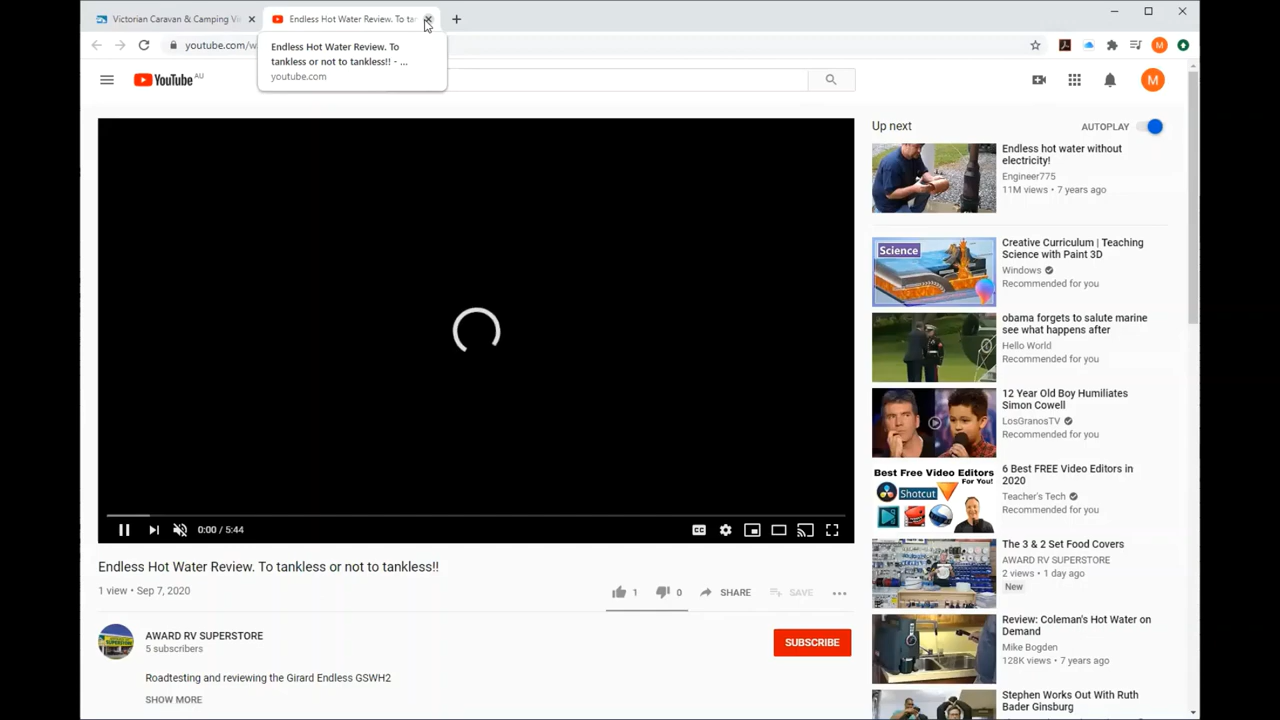 Victorian Caravan & Camping Vi
Endless Hot Water Review. To tan
youtube.com/w
Endless Hot Water Review. To
tankless or not to tankless!! - ...
youtube.com
M
YouTube AU
M
Up next
AUTOPLAY
Endless hot water without
electricity!
Engineer775
11M views • 7 years ago
Science
Creative Curriculum | Teaching
Science with Paint 3D
Windows
Recommended for you
obama forgets to salute marine
see what happens after
Hello World
Recommended for you
12 Year Old Boy Humiliates
Simon Cowell
LosGranosTV
Recommended for you
Best Free Video Editors
For You!
Shotcut
6 Best FREE Video Editors in
2020
Teacher's Tech
Recommended for you
0:00 / 5:44
CC
The 3 & 2 Set Food Covers
AWARD RV SUPERSTORE
2 views • 1 day ago
New
Endless Hot Water Review. To tankless or not to tankless!!
1 view • Sep 7, 2020
1
0
SHARE
SAVE
Review: Coleman's Hot Water on
Demand
Mike Bogden
128K views • 7 years ago
AWARD RV SUPERSTORE
5 subscribers
SUBSCRIBE
Roadtesting and reviewing the Girard Endless GSWH2
SHOW MORE
Stephen Works Out With Ruth
Bader Ginsburg